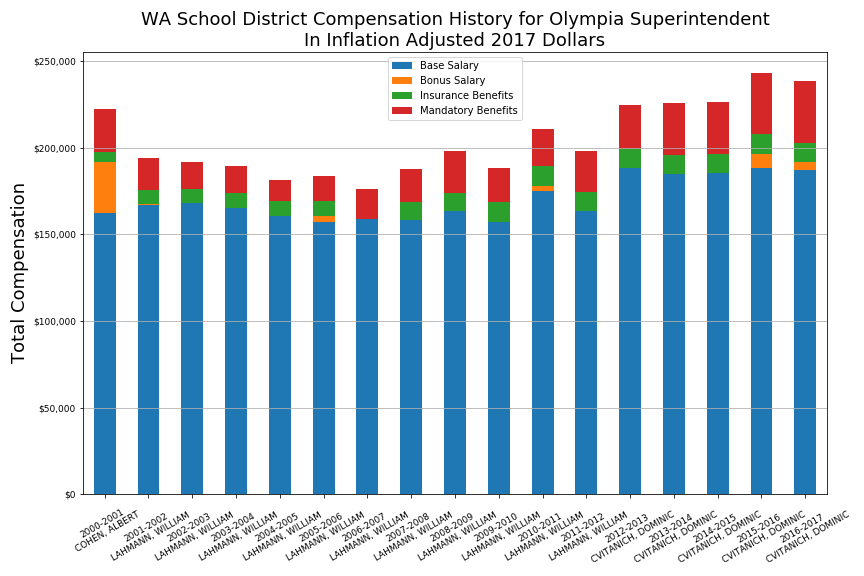 WA School District Compensation History for Olympia Superintendent
In Inflation Adjusted 2017 Dollars
Base Salary
Bonus Salary
Insurance Benefits
Mandatory Benefits
Total Compensation
$250,000
$200,000
$150,000
$100,000
$50,000
$0
2000-2001
COHEN, ALBERT
2001-2002
LAHMANN, WILLIAM
2002-2003
LAHMANN, WILLIAM
2003-2004
LAHMANN, WILLIAM
2004-2005
LAHMANN, WILLIAM
2005-2006
LAHMANN, WILLIAM
2006-2007
LAHMANN, WILLIAM
2007-2008
LAHMANN, WILLIAM
2008-2009
LAHMANN, WILLIAM
2009-2010
LAHMANN, WILLIAM
2010-2011
LAHMANN, WILLIAM
2011-2012
LAHMANN, WILLIAM
2012-2013
CVITANICH, DOMINIC
2013-2014
CVITANICH, DOMINIC
2014-2015
CVITANICH, DOMINIC
2015-2016
CVITANICH, DOMINIC
2016-2017
CVITANICH, DOMINIC